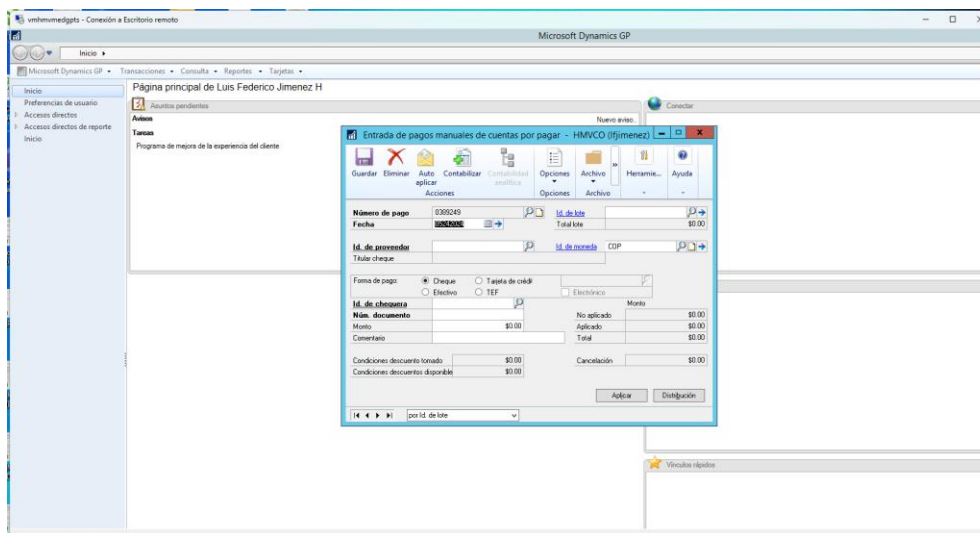 vmhmvmedgpts - Conexión a Escritorio remoto
Microsoft Dynamics GP
Inicio
Microsoft Dynamics GP Transacciones Consulta Reportes Tarjetas
Inicio
Preferencias de usuario
Accesos directos
Accesos directos de reporte
Inicio
Página principal de Luis Federico Jimenez H
Asuntos pendientes
Avisos
Nuevo aviso...
Tareas
Programa de mejora de la experiencia del cliente
Conectar
Entrada de pagos manuales de cuentas por pagar - HMVCO (lfjimenez)
Guardar Eliminar Auto aplicar Contabilizar Contabilidad analítica Opciones Archivo Herramie... Ayuda
Acciones Opciones Archivo
Número de pago 0389249 Id. de lote
Fecha Total lote $0.00
Id. de proveedor Id. de moneda COP
Titular cheque
Forma de pago: Cheque Tarjeta de crédi
Efectivo TEF Electrónico
Id. de chequera Monto
Núm. documento No aplicado $0.00
Monto $0.00 Aplicado $0.00
Comentario Total $0.00
Condiciones descuento tomado $0.00 Cancelación $0.00
Condiciones descuentos disponible $0.00
Aplicar Distribución
por Id. de lote
Vínculos rápidos